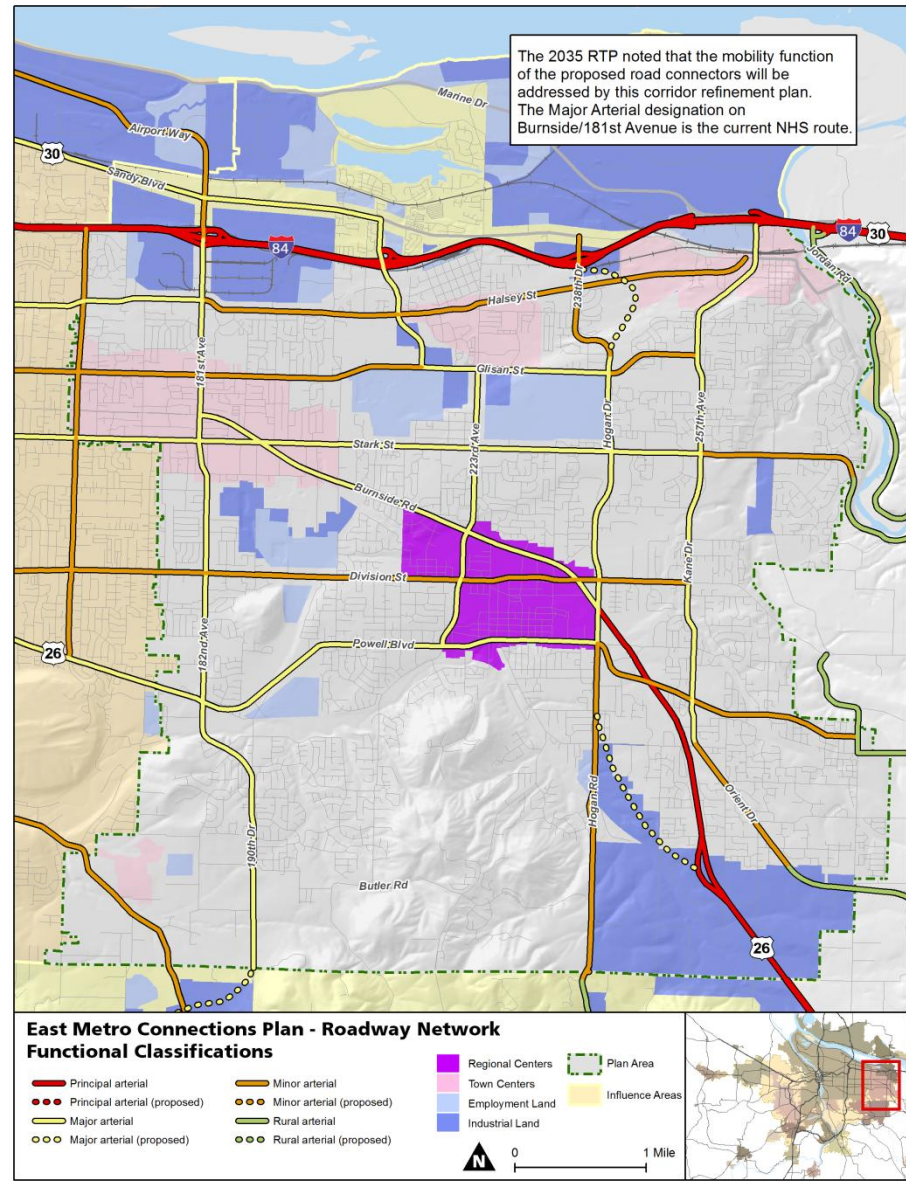 The 2035 RTP noted that the mobility function
of the proposed road connectors will be
addressed by this corridor refinement plan.
The Major Arterial designation on
Burnside/181st Avenue is the current NHS route.
Marine Dr
Airport Way
30
Sandy Blvd
84
30
84
Jordan Rd
238th Dr
Halsey St
181st Ave
Glisan St
Hogan Dr
257th Ave
223rd Ave
Stark St
Burnside Rd
Division St
Kane Dr
182nd Ave
Powell Blvd
26
Hogan Rd
Orient Dr
190th Dr
Butler Rd
26
East Metro Connections Plan - Roadway Network
Functional Classifications
Principal arterial
Principal arterial (proposed)
Major arterial
Major arterial (proposed)
Minor arterial
Minor arterial (proposed)
Rural arterial
Rural arterial (proposed)
Regional Centers
Town Centers
Employment Land
Industrial Land
Plan Area
Influence Areas
N
0 1 Mile